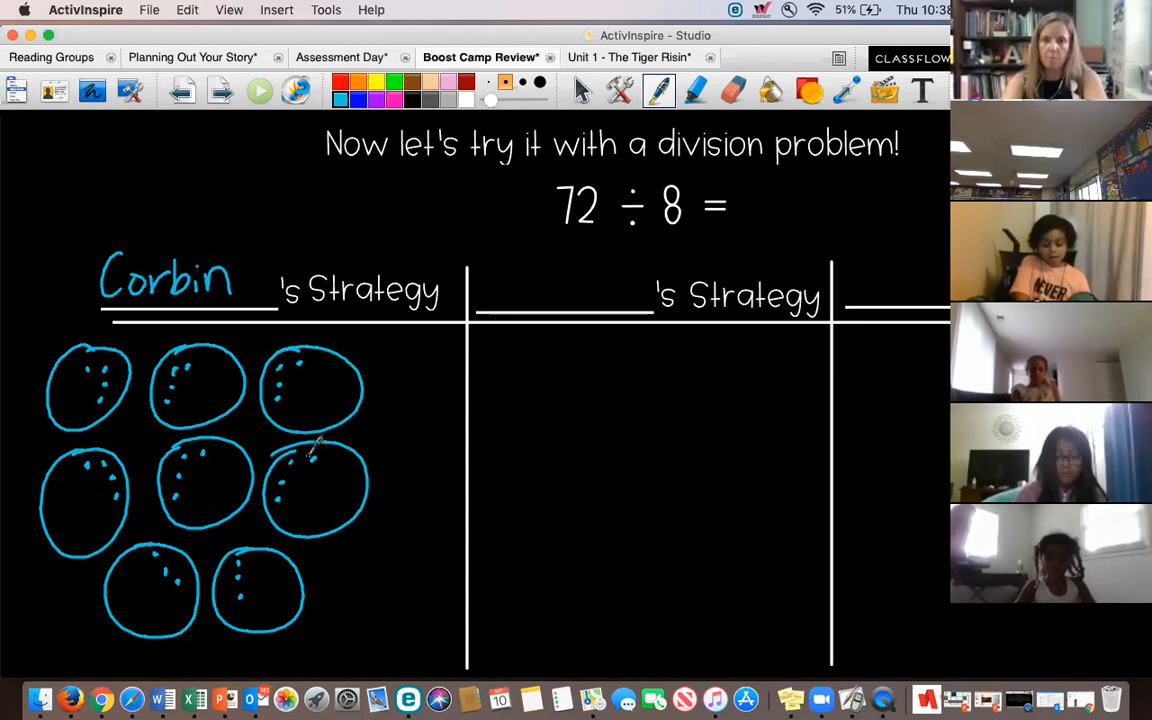 ActivInspire File Edit View Insert Tools Help 51% Thu 10:38
ActivInspire - Studio
Reading Groups Planning Out Your Story* Assessment Day* Boost Camp Review* Unit 1 - The Tiger Risin* CLASSFLOW
Now let's try it with a division problem!
72 ÷ 8 =
Corbin 's Strategy 's Strategy
NEVER
SEP
10